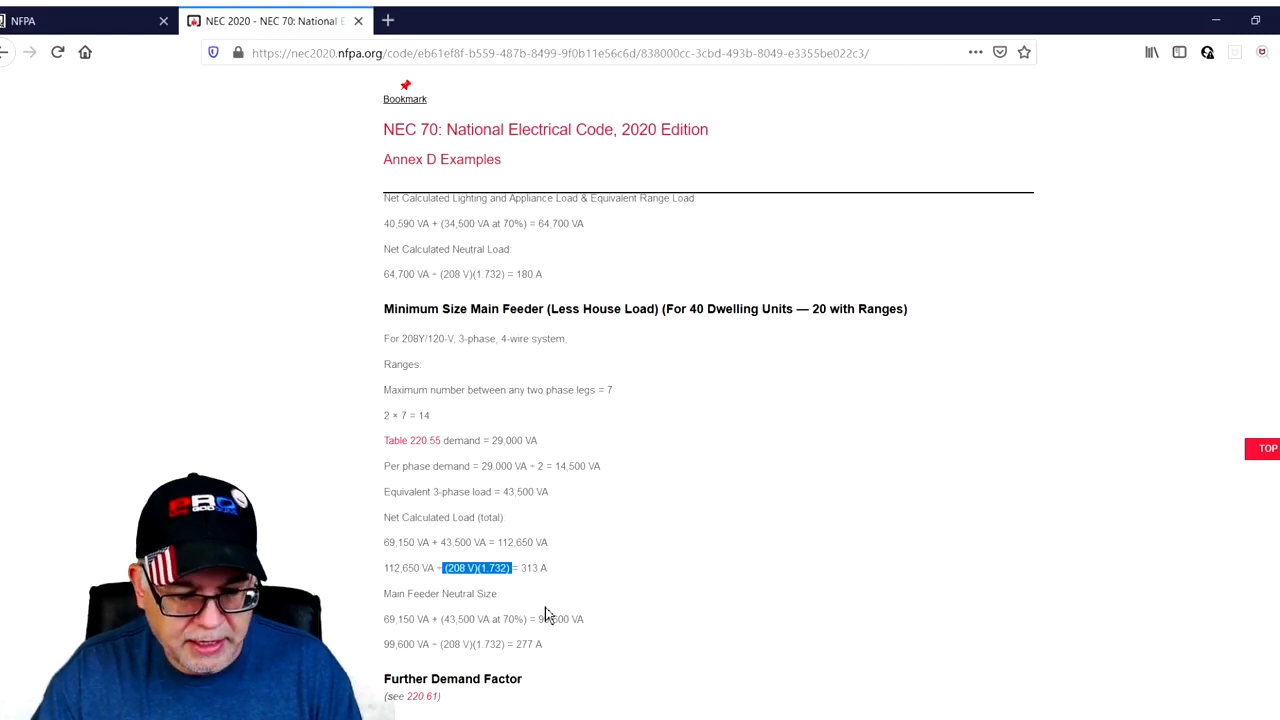 NFPA
NEC 2020 - NEC 70: National E
https://nec2020.nfpa.org/code/eb61ef8f-b559-487b-8499-9f0b11e56c6d/838000cc-3cbd-493b-8049-e3355be022c3/
Bookmark
NEC 70: National Electrical Code, 2020 Edition
Annex D Examples
Net Calculated Lighting and Appliance Load & Equivalent Range Load:
40,590 VA + (34,500 VA at 70%) = 64,700 VA
Net Calculated Neutral Load:
64,700 VA ÷ (208 V)(1.732) = 180 A
Minimum Size Main Feeder (Less House Load) (For 40 Dwelling Units — 20 with Ranges)
For 208Y/120-V, 3-phase, 4-wire system,
Ranges:
Maximum number between any two phase legs = 7
2 × 7 = 14
Table 220.55 demand = 29,000 VA
Per phase demand = 29,000 VA ÷ 2 = 14,500 VA
Equivalent 3-phase load = 43,500 VA
Net Calculated Load (total):
69,150 VA + 43,500 VA = 112,650 VA
112,650 VA ÷ (208 V)(1.732) = 313 A
Main Feeder Neutral Size:
69,150 VA + (43,500 VA at 70%) = 99,600 VA
99,600 VA ÷ (208 V)(1.732) = 277 A
Further Demand Factor
(see 220.61)
TOP
PRO